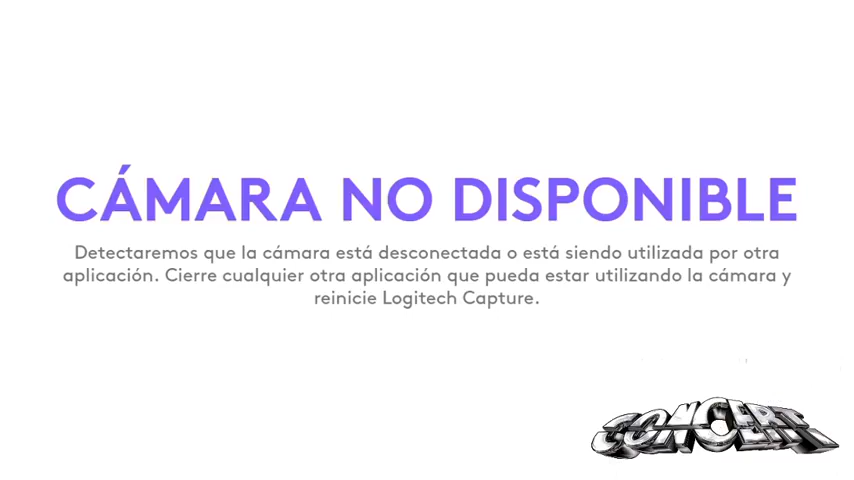 CÁMARA NO DISPONIBLE
Detectaremos que la cámara está desconectada o está siendo utilizada por otra
aplicación. Cierre cualquier otra aplicación que pueda estar utilizando la cámara y
reinicie Logitech Capture.
CONCERT